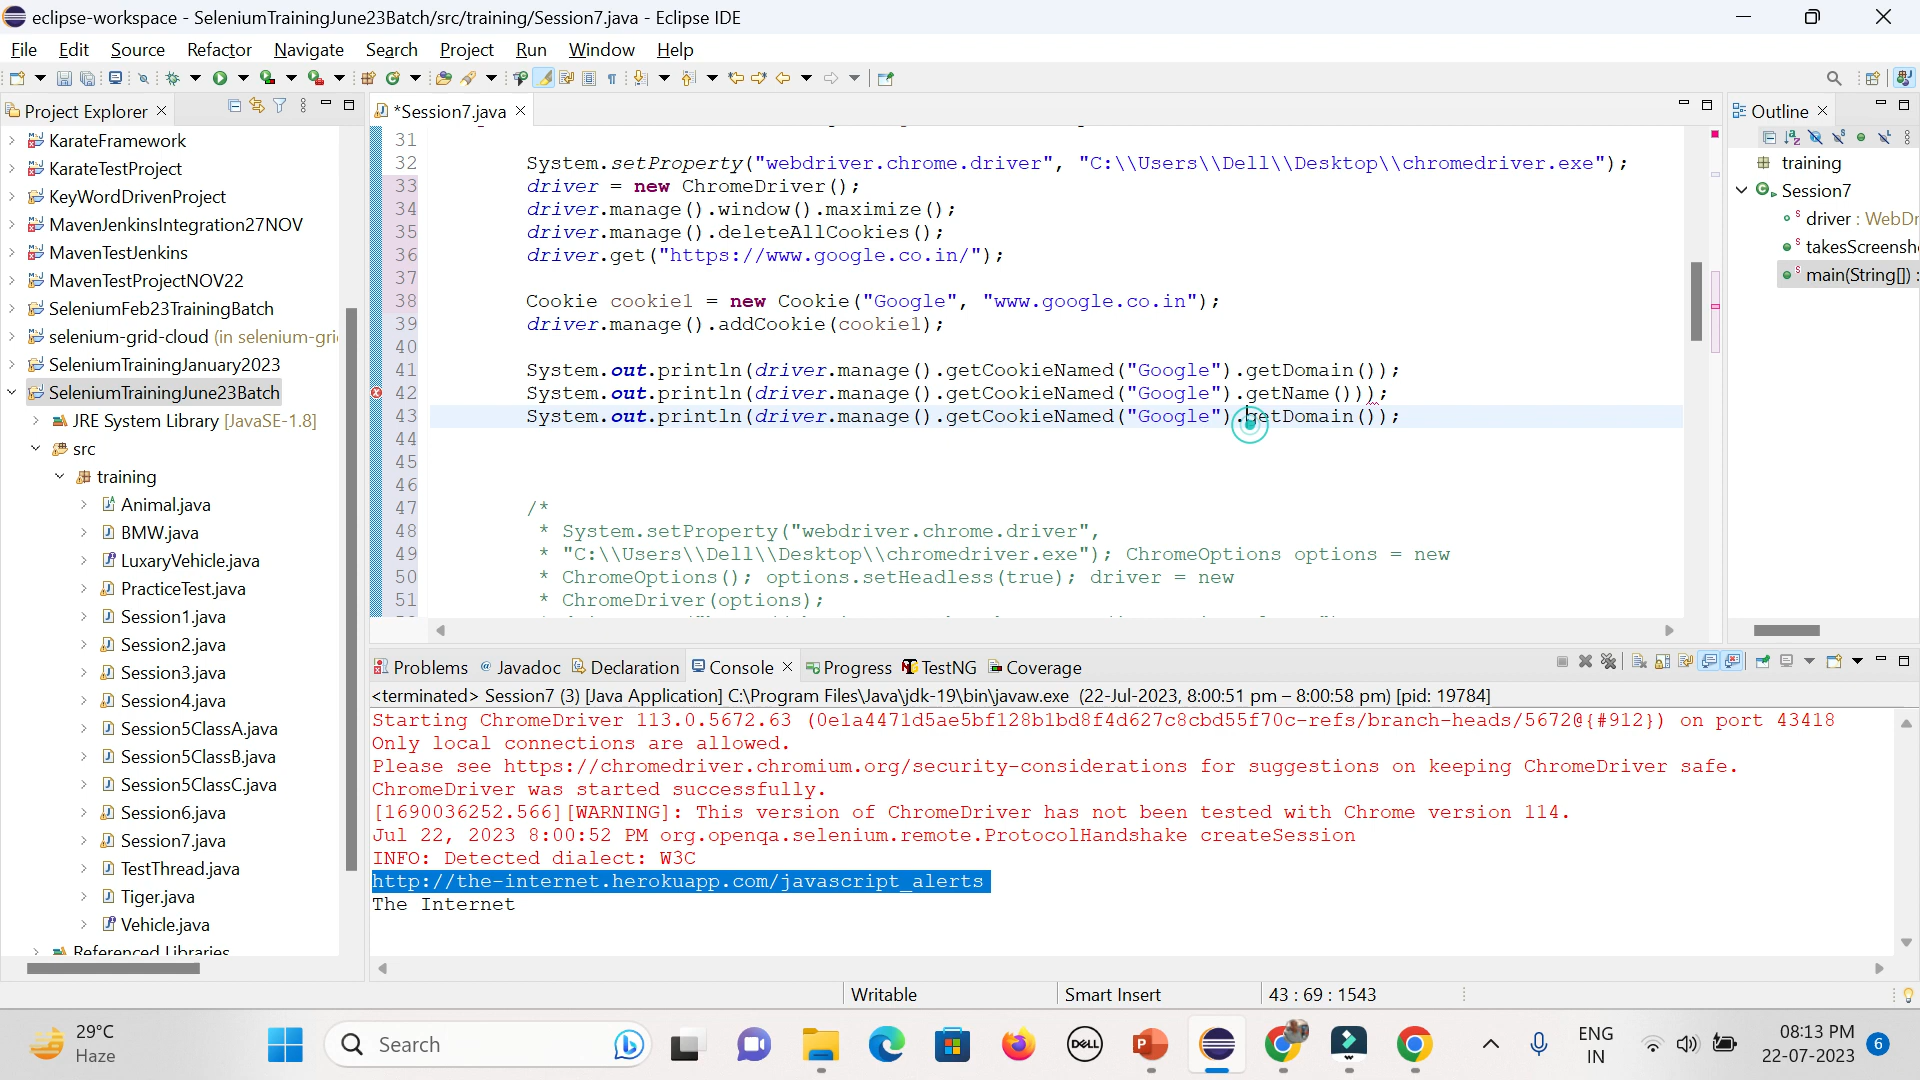 eclipse-workspace - SeleniumTrainingJune23Batch/src/training/Session7.java - Eclipse IDE
File Edit Source Refactor Navigate Search Project Run Window Help
Project Explorer
KarateFramework
KarateTestProject
KeyWordDrivenProject
MavenJenkinsIntegration27NOV
MavenTestJenkins
MavenTestProjectNOV22
SeleniumFeb23TrainingBatch
selenium-grid-cloud (in selenium-gri
SeleniumTrainingJanuary2023
SeleniumTrainingJune23Batch
JRE System Library [JavaSE-1.8]
src
training
Animal.java
BMW.java
LuxaryVehicle.java
PracticeTest.java
Session1.java
Session2.java
Session3.java
Session4.java
Session5ClassA.java
Session5ClassB.java
Session5ClassC.java
Session6.java
Session7.java
TestThread.java
Tiger.java
Vehicle.java
Referenced Libraries
*Session7.java
31
32 System.setProperty("webdriver.chrome.driver", "C:\\Users\\Dell\\Desktop\\chromedriver.exe");
33 driver = new ChromeDriver();
34 driver.manage().window().maximize();
35 driver.manage().deleteAllCookies();
36 driver.get("https://www.google.co.in/");
37
38 Cookie cookie1 = new Cookie("Google", "www.google.co.in");
39 driver.manage().addCookie(cookie1);
40
41 System.out.println(driver.manage().getCookieNamed("Google").getDomain());
42 System.out.println(driver.manage().getCookieNamed("Google").getName()));
43 System.out.println(driver.manage().getCookieNamed("Google").getDomain());
44
45
46
47 /*
48 * System.setProperty("webdriver.chrome.driver",
49 * "C:\\Users\\Dell\\Desktop\\chromedriver.exe"); ChromeOptions options = new
50 * ChromeOptions(); options.setHeadless(true); driver = new
51 * ChromeDriver(options);
Outline
training
Session7
driver : WebDr
takesScreensh
main(String[]) :
Problems Javadoc Declaration Console Progress TestNG Coverage
<terminated> Session7 (3) [Java Application] C:\Program Files\Java\jdk-19\bin\javaw.exe (22-Jul-2023, 8:00:51 pm – 8:00:58 pm) [pid: 19784]
Starting ChromeDriver 113.0.5672.63 (0e1a4471d5ae5bf128b1bd8f4d627c8cbd55f70c-refs/branch-heads/5672@{#912}) on port 43418
Only local connections are allowed.
Please see https://chromedriver.chromium.org/security-considerations for suggestions on keeping ChromeDriver safe.
ChromeDriver was started successfully.
[1690036252.566][WARNING]: This version of ChromeDriver has not been tested with Chrome version 114.
Jul 22, 2023 8:00:52 PM org.openqa.selenium.remote.ProtocolHandshake createSession
INFO: Detected dialect: W3C
http://the-internet.herokuapp.com/javascript_alerts
The Internet
Writable Smart Insert 43 : 69 : 1543
29°C
Haze
Search
DELL
ENG
IN
08:13 PM
22-07-2023
6